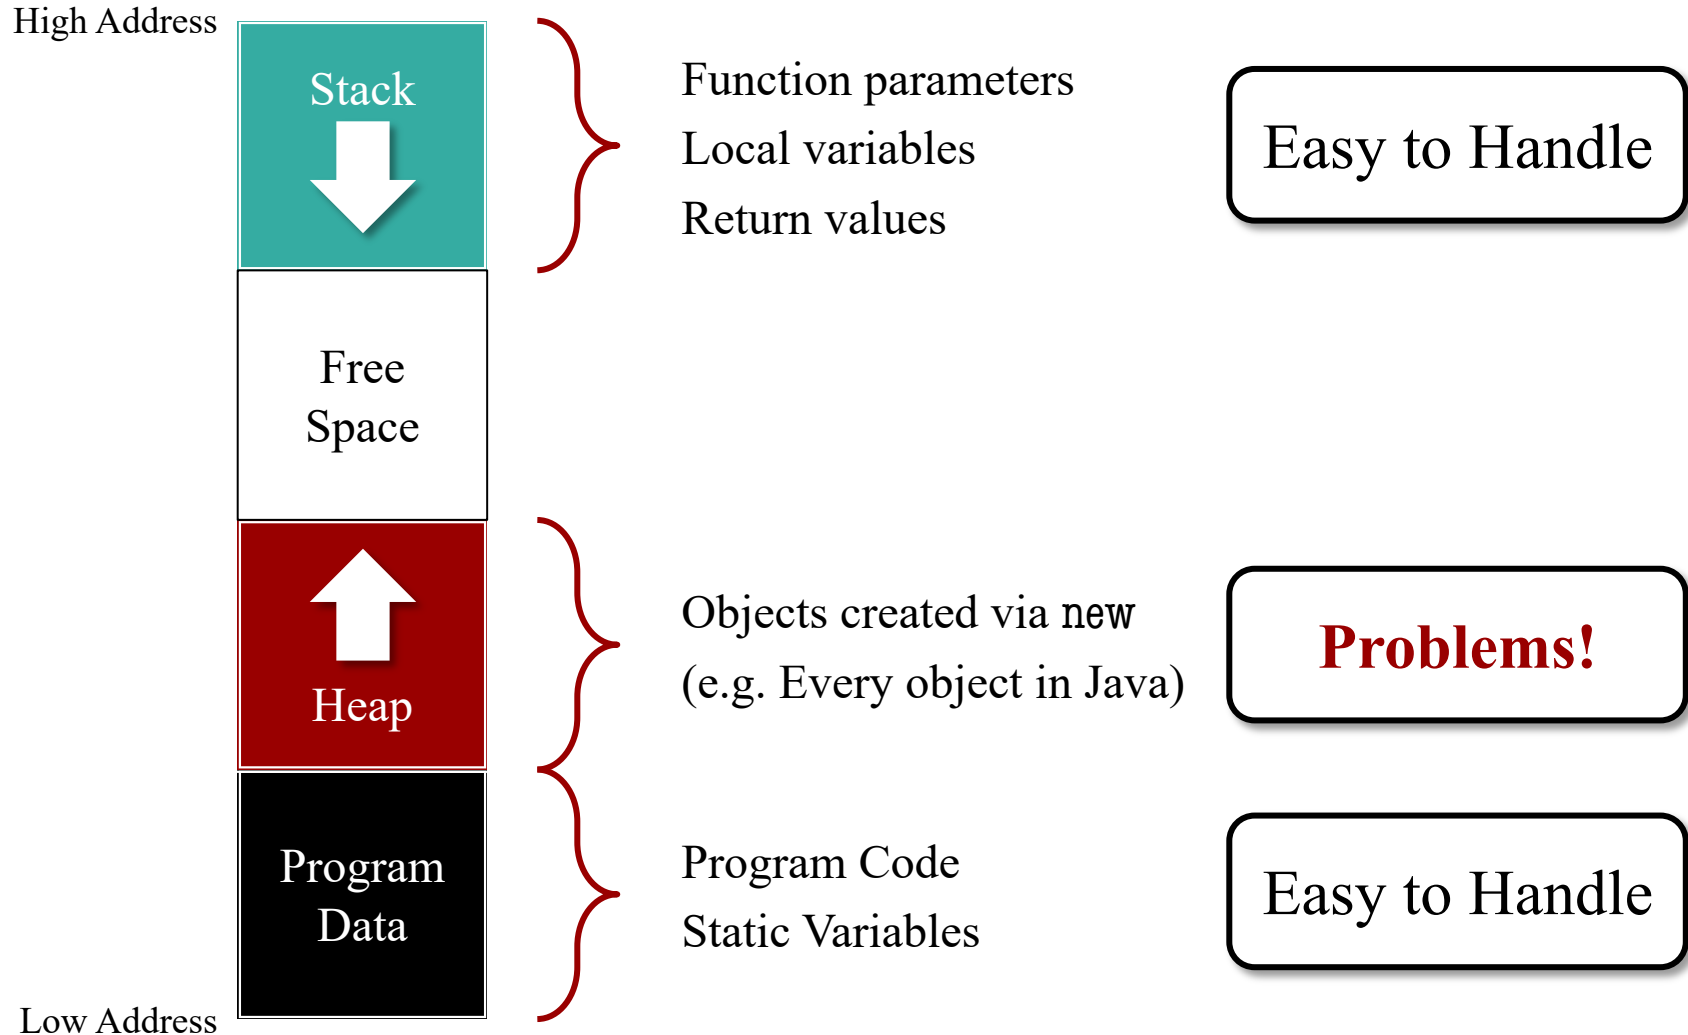 High Address
Stack
Function parameters
Local variables
Return values
Easy to Handle
Free
Space
Heap
Objects created via new
(e.g. Every object in Java)
Problems!
Program
Data
Program Code
Static Variables
Easy to Handle
Low Address